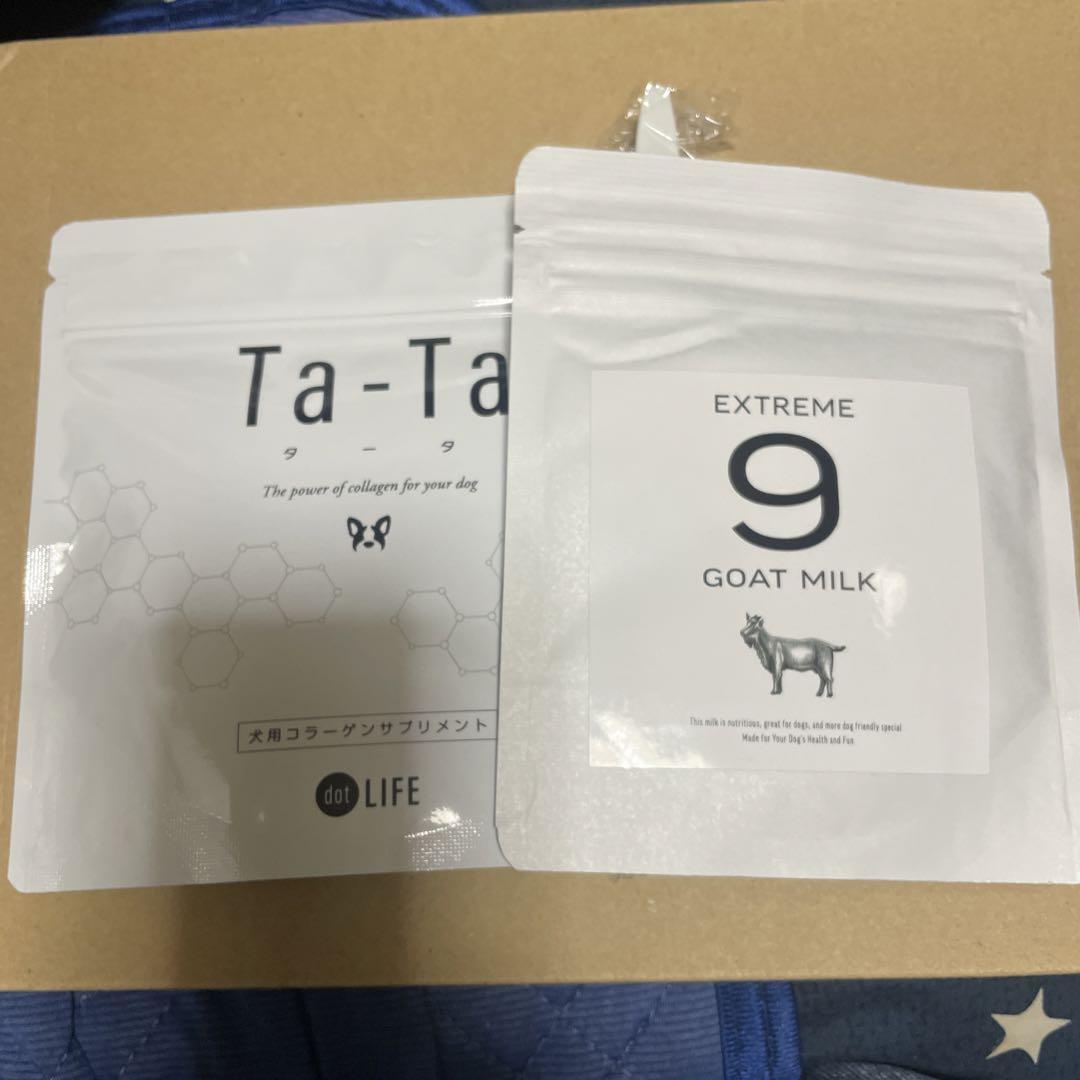 Ta-Ta
タータ
The power of collagen for your dog
犬用コラーゲンサプリメント
dot LIFE
EXTREME
9
GOAT MILK
This milk is nutritious, great for dogs, and more dog friendly special
Made for Your Dog's Health and Fun